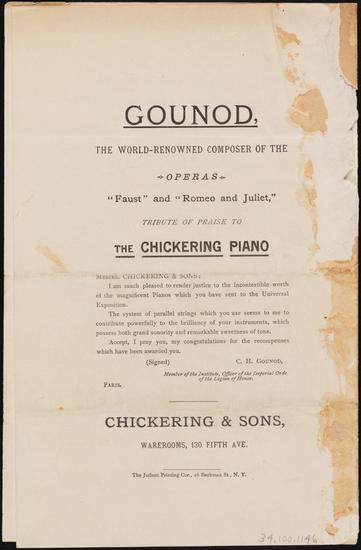 GOUNOD,
THE WORLD-RENOWNED COMPOSER OF THE
OPERAS
"Faust" and "Romeo and Juliet,"
TRIBUTE OF PRAISE TO
THE CHICKERING PIANO
Messrs. CHICKERING & SONS:
I am much pleased to render justice to the incontestible worth
of the magnificent Pianos which you have sent to the Universal
Exposition.
The system of parallel strings which you use seems to me to
contribute powerfully to the brilliancy of your instruments, which
possess both grand sonority and remarkable sweetness of tone.
Accept, I pray you, my congratulations for the recompenses
which have been awarded you.
(Signed) C. H. Gounod,
Member of the Institute, Officer of the Imperial Orde
of the Legion of Honor.
Paris.
CHICKERING & SONS,
WAREROOMS, 130 FIFTH AVE.
The Judson Printing Cor., 16 Beekman St., N. Y.
34.100.1146